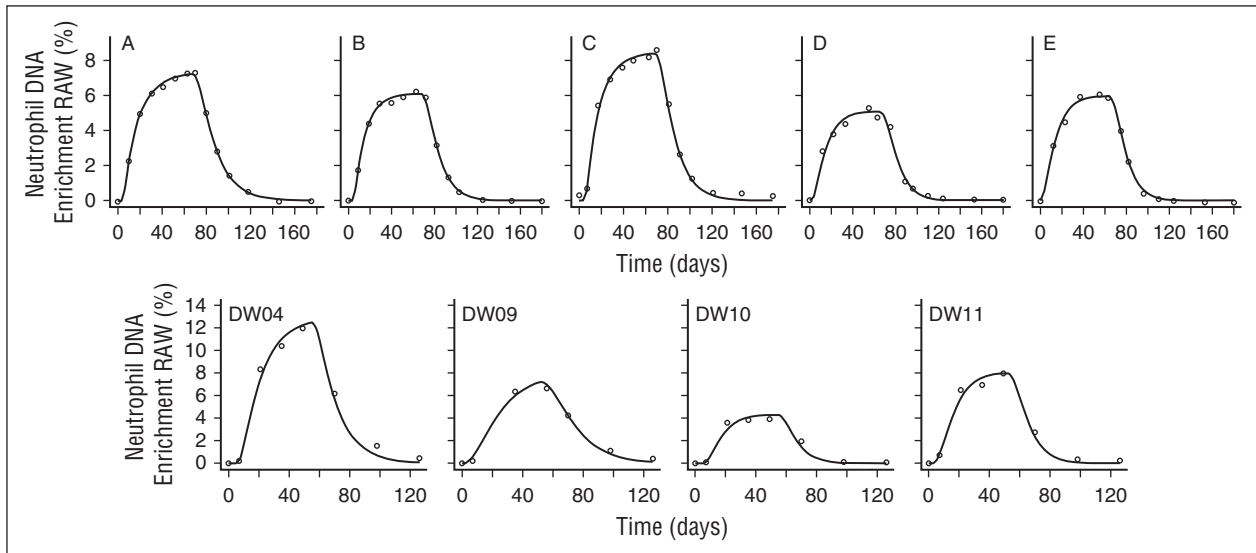 A B C D E
Neutrophil DNA
Enrichment RAW (%)
8
6
4
2
0
0 40 80 120 160 0 40 80 120 160 0 40 80 120 160 0 40 80 120 160 0 40 80 120 160
Time (days)
DW04 DW09 DW10 DW11
Neutrophil DNA
Enrichment RAW (%)
14
12
10
8
6
4
2
0
0 40 80 120 0 40 80 120 0 40 80 120 0 40 80 120
Time (days)